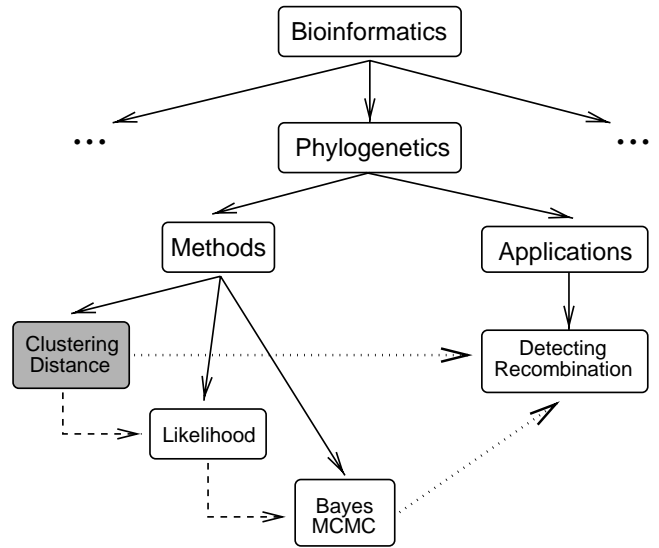 Bioinformatics
... ...
Phylogenetics
Methods
Applications
Clustering
Distance
Detecting
Recombination
Likelihood
Bayes
MCMC